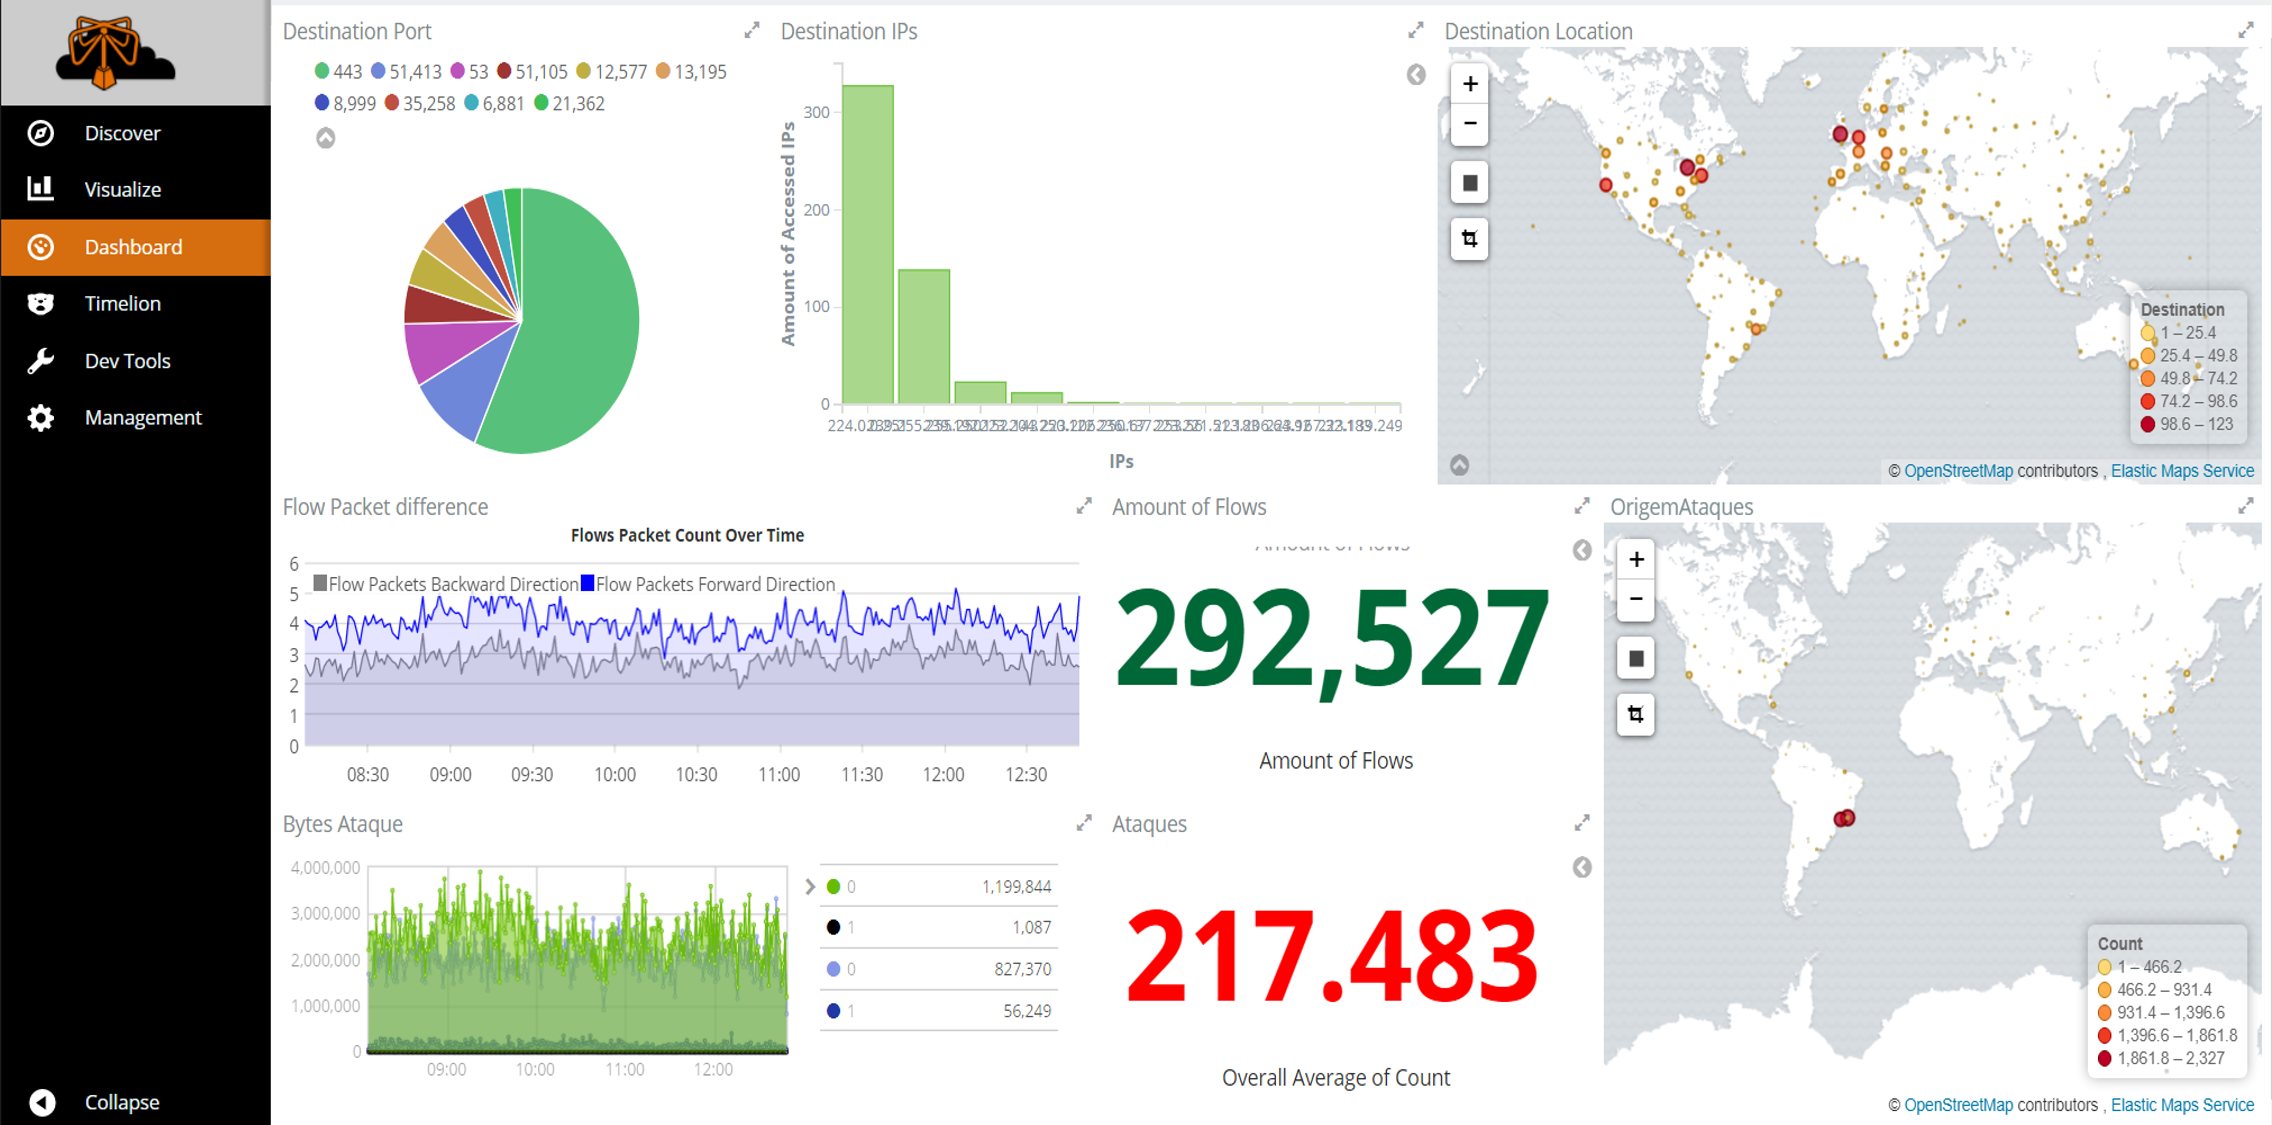 Discover
Visualize
Dashboard
Timelion
Dev Tools
Management
Collapse
Destination Port
443 51,413 53 51,105 12,577 13,195
8,999 35,258 6,881 21,362
Destination IPs
Amount of Accessed IPs
300
200
100
0
IPs
Destination Location
+
−
Destination
1 – 25.4
25.4 – 49.8
49.8 – 74.2
74.2 – 98.6
98.6 – 123
© OpenStreetMap contributors , Elastic Maps Service
Flow Packet difference
Flows Packet Count Over Time
Flow Packets Backward Direction Flow Packets Forward Direction
6
5
4
3
2
1
0
08:30 09:00 09:30 10:00 10:30 11:00 11:30 12:00 12:30
Amount of Flows
Amount of Flows
292,527
Amount of Flows
OrigemAtaques
+
−
Count
1 – 466.2
466.2 – 931.4
931.4 – 1,396.6
1,396.6 – 1,861.8
1,861.8 – 2,327
© OpenStreetMap contributors , Elastic Maps Service
Bytes Ataque
4,000,000
3,000,000
2,000,000
1,000,000
0
09:00 10:00 11:00 12:00
0 1,199,844
1 1,087
0 827,370
1 56,249
Ataques
217.483
Overall Average of Count